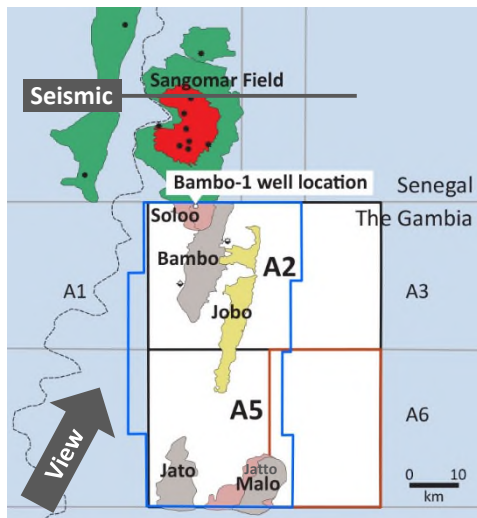 Sangomar Field
Seismic
Bambo-1 well location
Senegal
Soloo
The Gambia
Bambo
A2
A1
A3
Jobo
A5
A6
View
Jato
Jatto
Malo
0 10
km